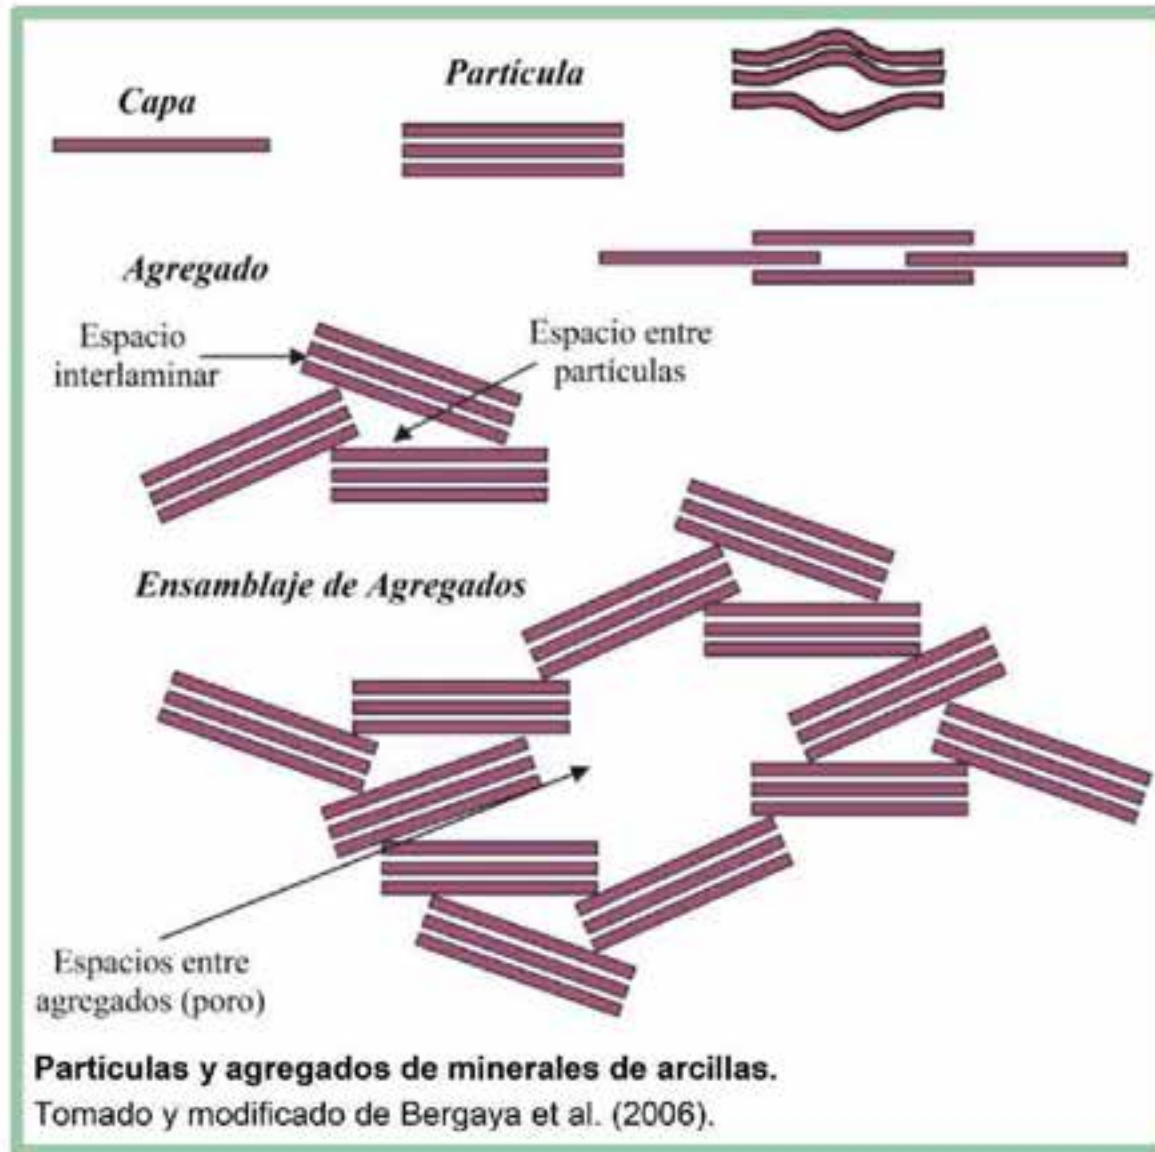 Capa
Partícula
Agregado
Espacio
interlaminar
Espacio entre
partículas
Ensamblaje de Agregados
Espacios entre
agregados (poro)
Partículas y agregados de minerales de arcillas.
Tomado y modificado de Bergaya et al. (2006).